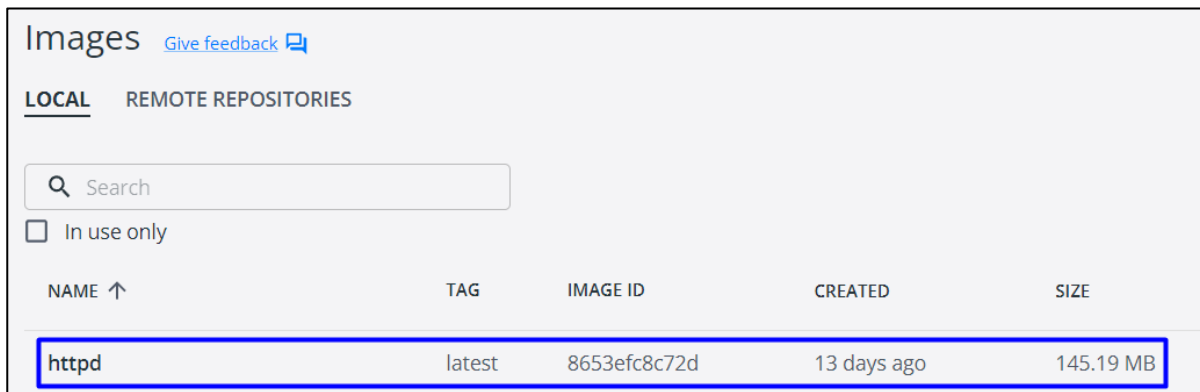 Images Give feedback
LOCAL REMOTE REPOSITORIES
Search
In use only
NAME TAG IMAGE ID CREATED SIZE
httpd latest 8653efc8c72d 13 days ago 145.19 MB